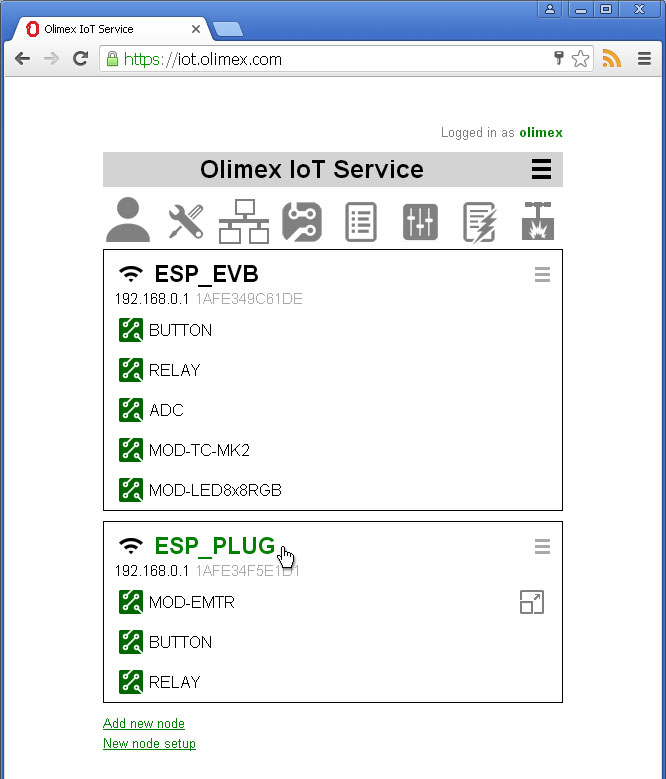 Olimex IoT Service
https://iot.olimex.com
Logged in as olimex
Olimex IoT Service
ESP_EVB
192.168.0.1 1AFE349C61DE
BUTTON
RELAY
ADC
MOD-TC-MK2
MOD-LED8x8RGB
ESP_PLUG
192.168.0.1 1AFE34F5E1D1
MOD-EMTR
BUTTON
RELAY
Add new node
New node setup